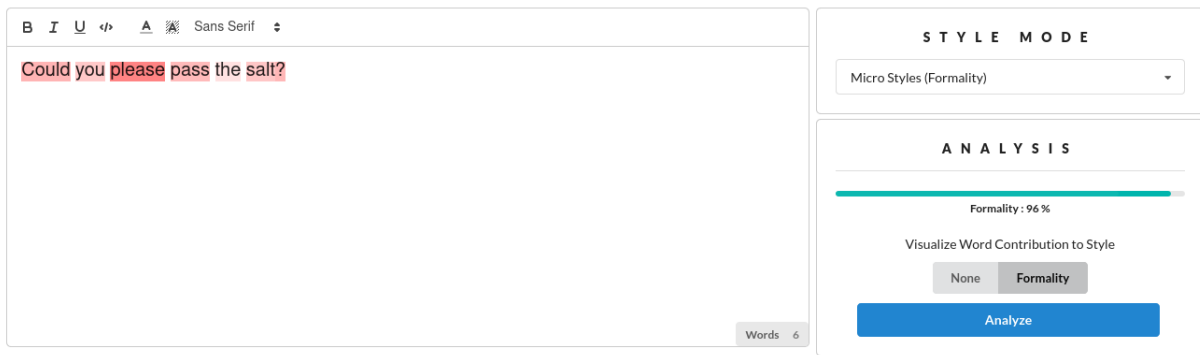 B I U </> A A Sans Serif
Could you please pass the salt?
Words 6
STYLE MODE
Micro Styles (Formality)
ANALYSIS
Formality : 96 %
Visualize Word Contribution to Style
None Formality
Analyze